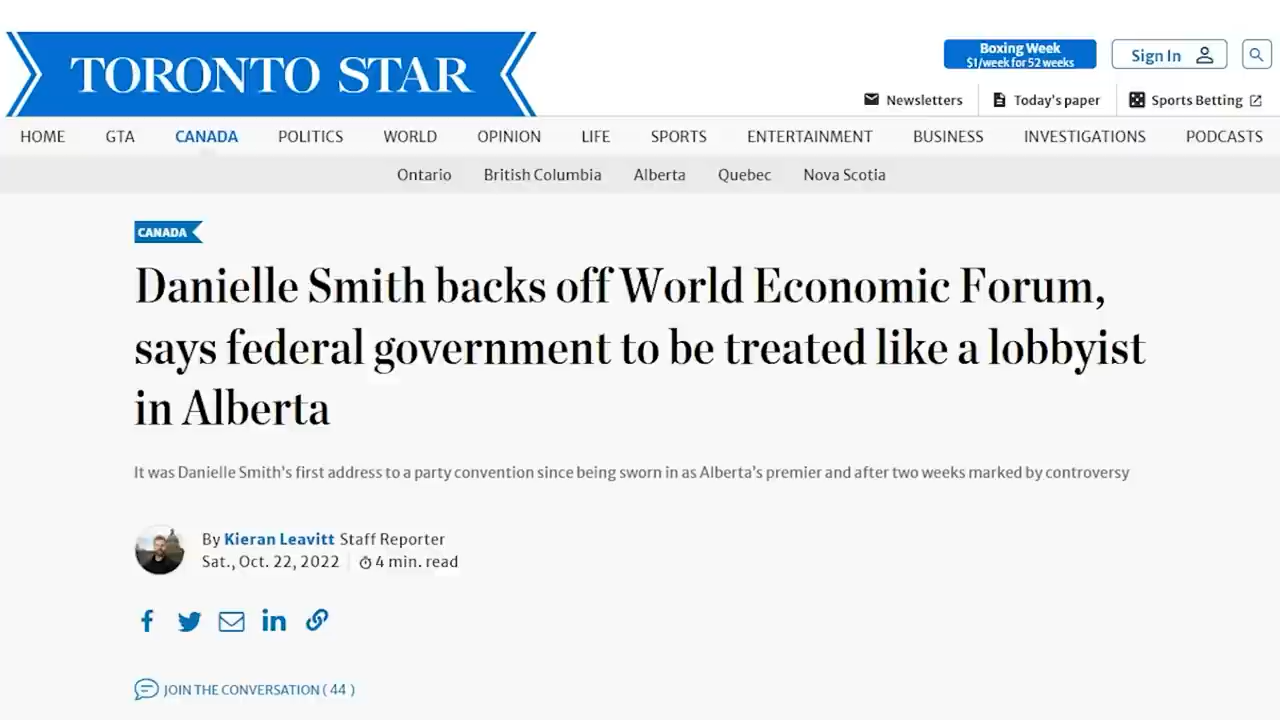 TORONTO STAR
Boxing Week
$1/week for 52 weeks
Sign In
Newsletters
Today's paper
Sports Betting
HOME GTA CANADA POLITICS WORLD OPINION LIFE SPORTS ENTERTAINMENT BUSINESS INVESTIGATIONS PODCASTS
Ontario British Columbia Alberta Quebec Nova Scotia
CANADA
Danielle Smith backs off World Economic Forum,
says federal government to be treated like a lobbyist
in Alberta
It was Danielle Smith's first address to a party convention since being sworn in as Alberta's premier and after two weeks marked by controversy
By Kieran Leavitt Staff Reporter
Sat., Oct. 22, 2022 4 min. read
JOIN THE CONVERSATION ( 44 )